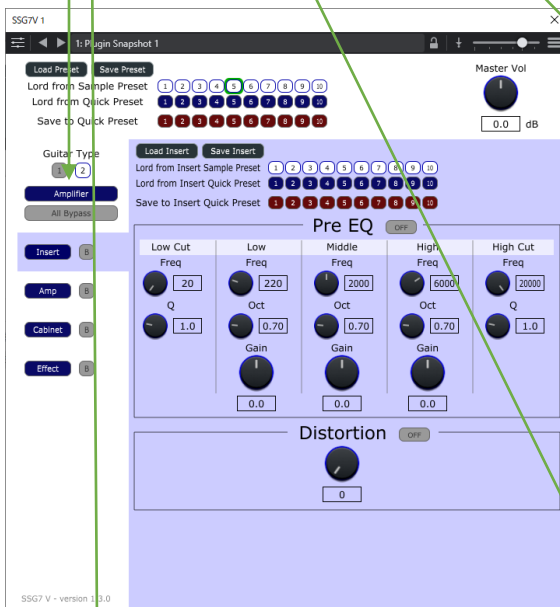 SSG7V 1
1: Plugin Snapshot 1
Load Preset Save Preset
Lord from Sample Preset 1 2 3 4 5 6 7 8 9 10
Lord from Quick Preset 1 2 3 4 5 6 7 8 9 10
Save to Quick Preset 1 2 3 4 5 6 7 8 9 10
Master Vol
0.0 dB
Guitar Type
1 2
Amplifier
All Bypass
Insert B
Amp B
Cabinet B
Effect B
Load Insert Save Insert
Lord from Insert Sample Preset 1 2 3 4 5 6 7 8 9 10
Lord from Insert Quick Preset 1 2 3 4 5 6 7 8 9 10
Save to Insert Quick Preset 1 2 3 4 5 6 7 8 9 10
Pre EQ OFF
Low Cut Low Middle High High Cut
Freq Freq Freq Freq Freq
20 220 2000 6000 20000
Q Oct Oct Oct Q
1.0 0.70 0.70 0.70 1.0
Gain Gain Gain
0.0 0.0 0.0
Distortion OFF
0
SSG7 V - version 1.3.0